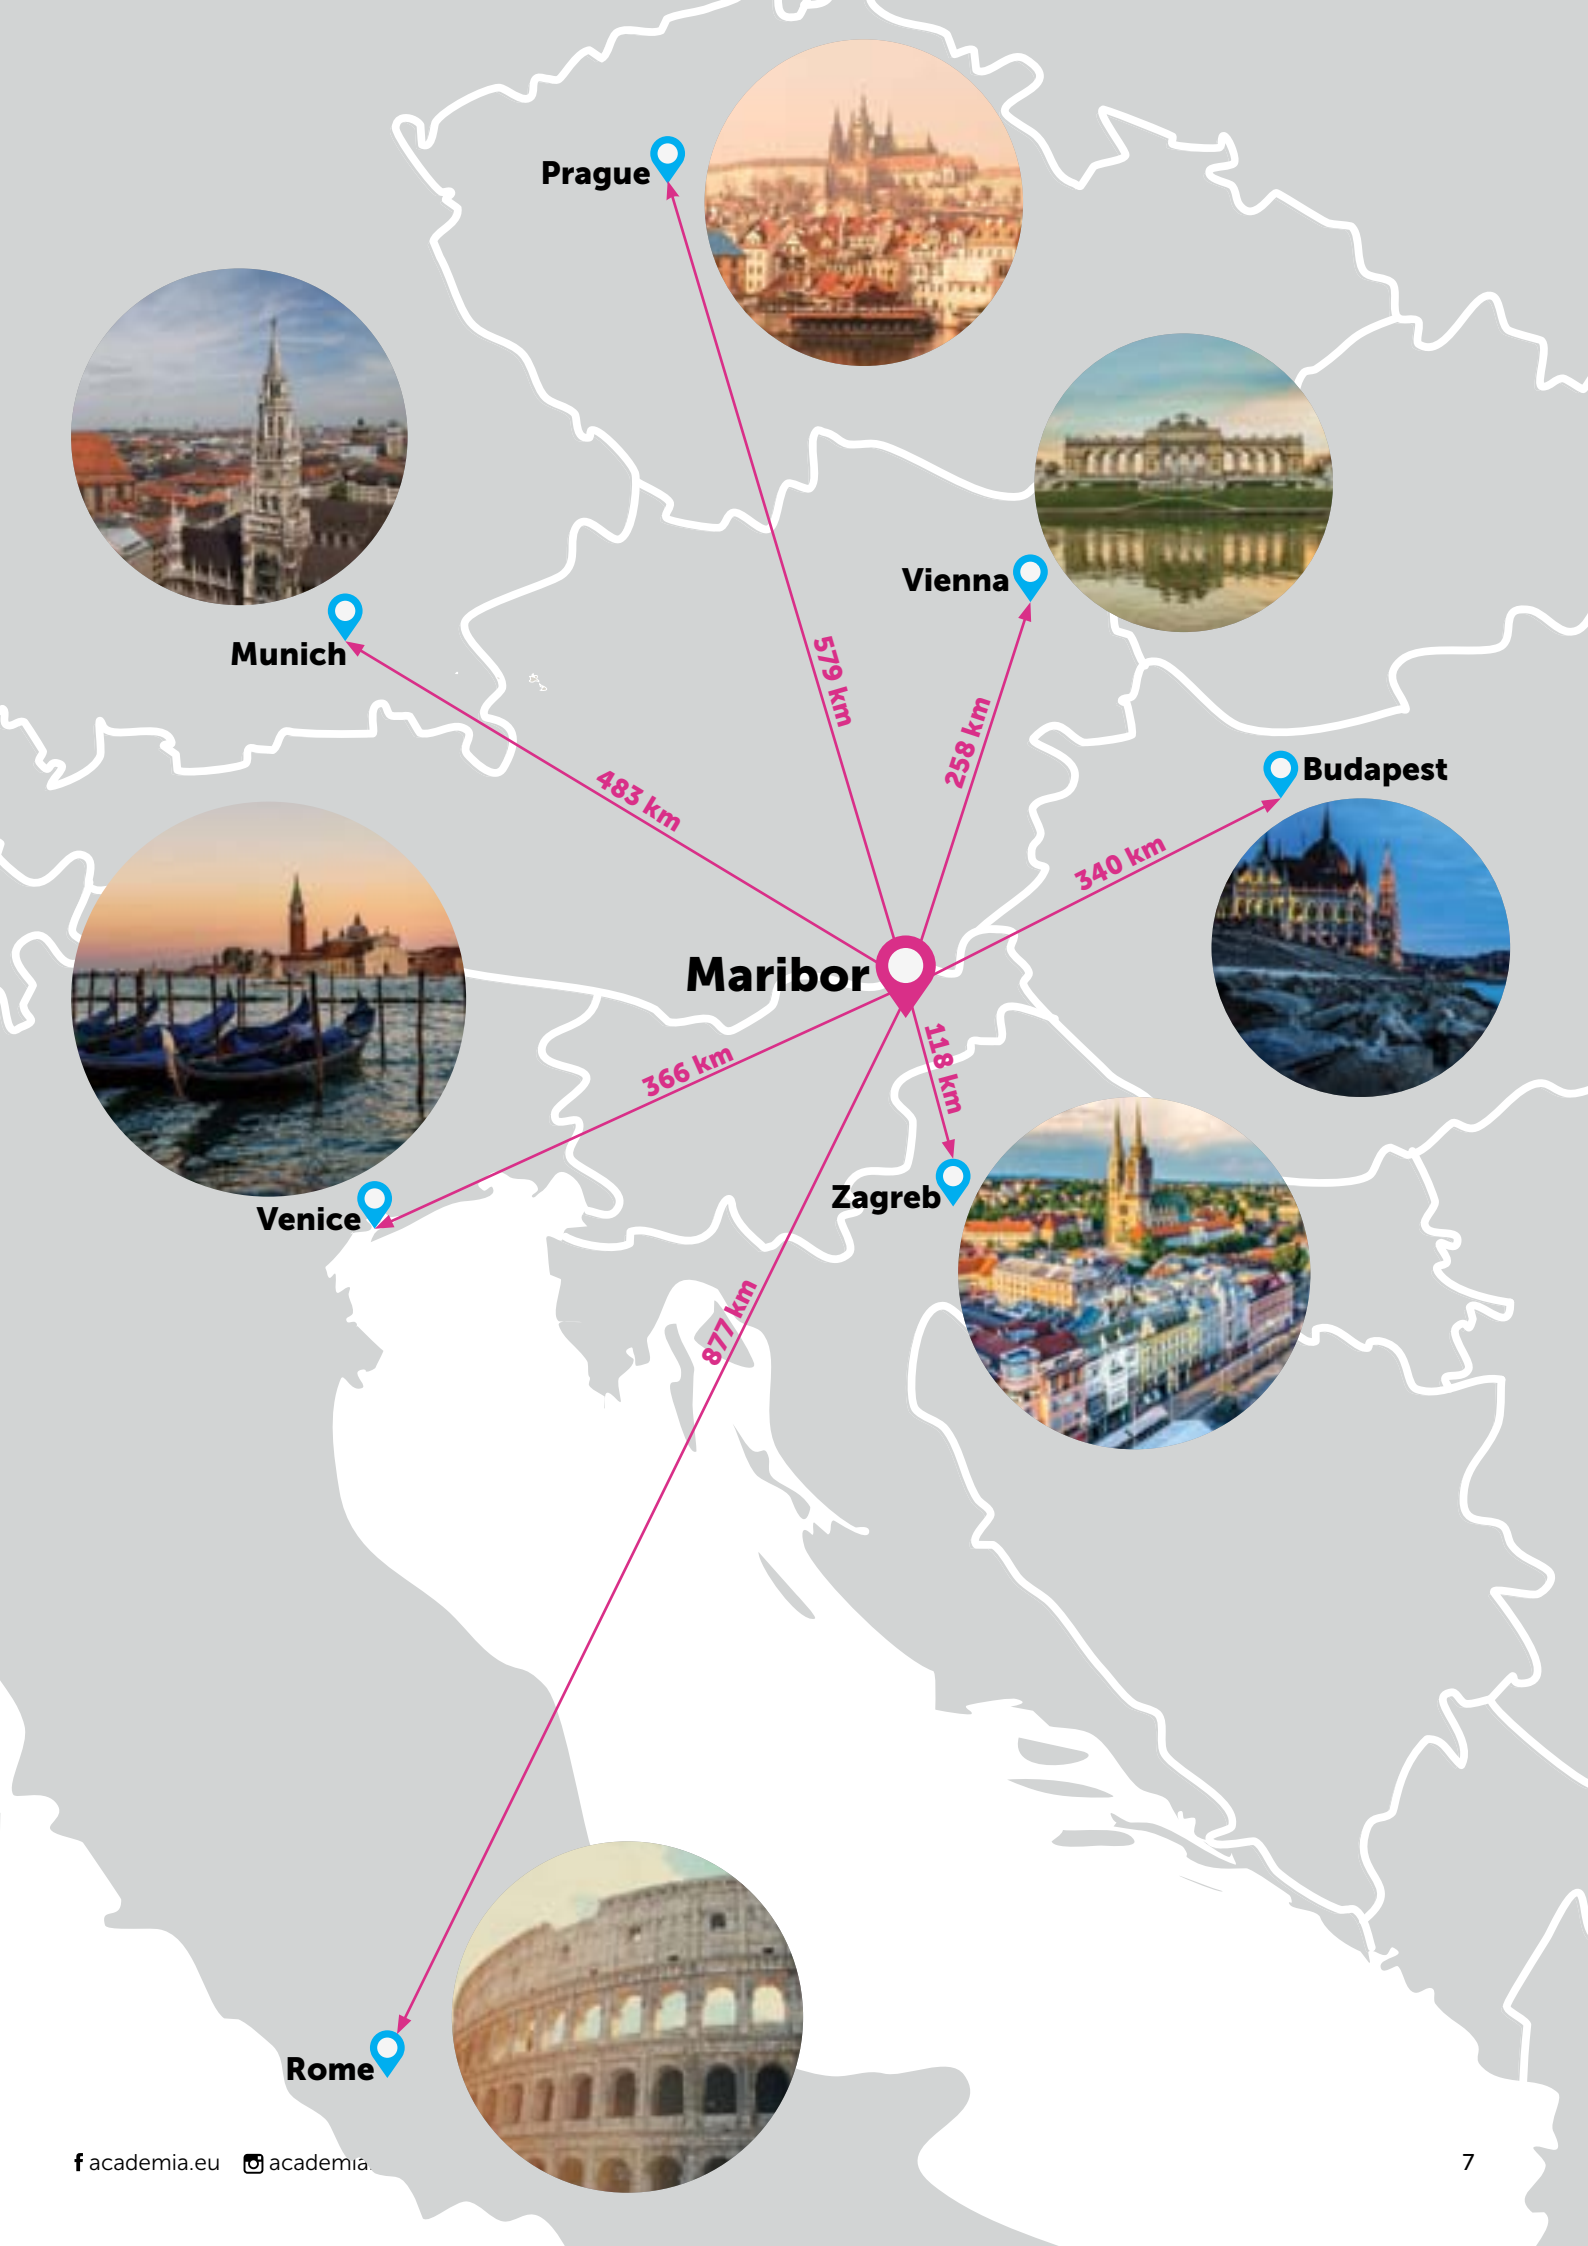 Prague
Munich
Vienna
579 km
258 km
Budapest
483 km
340 km
Maribor
366 km
118 km
Zagreb
Venice
877 km
Rome
academia.eu academia.
7